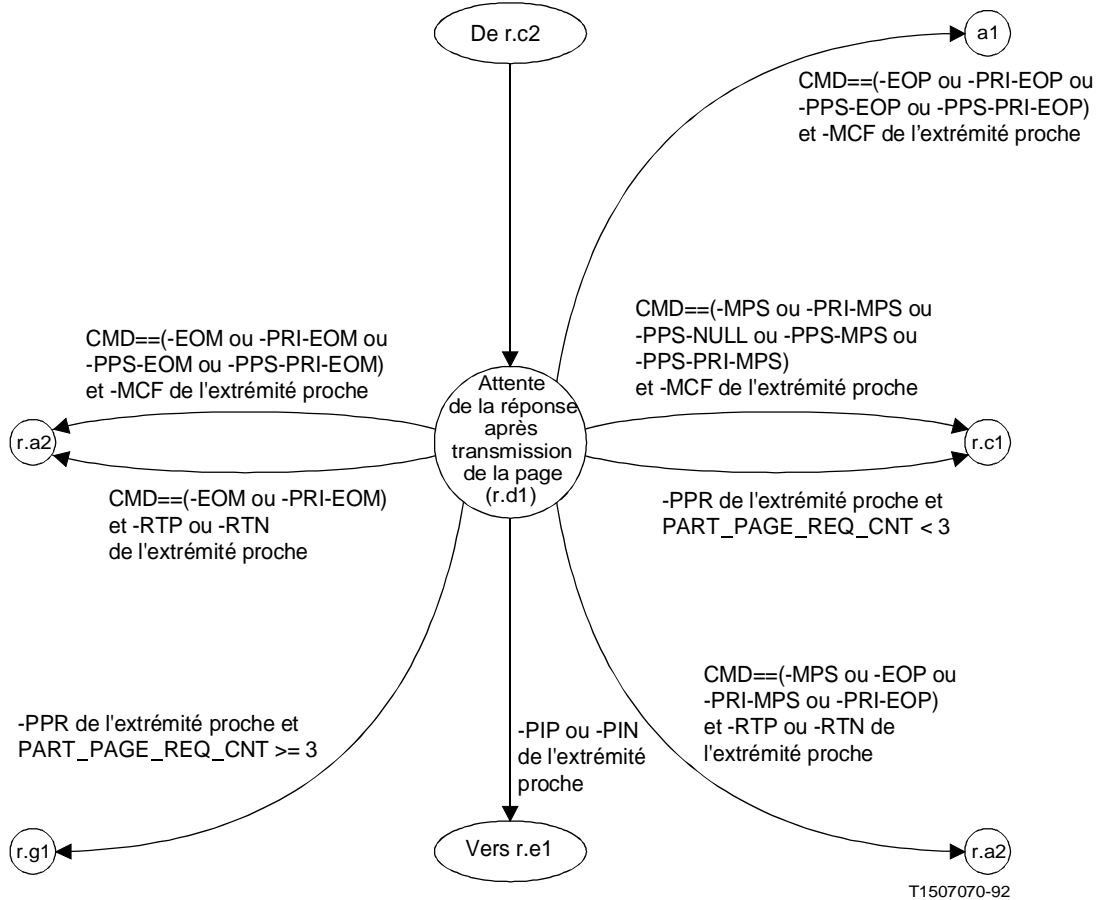 De r.c2
a1
CMD==(-EOP ou -PRI-EOP ou
-PPS-EOP ou -PPS-PRI-EOP)
et -MCF de l’extrémité proche
CMD==(-EOM ou -PRI-EOM ou
-PPS-EOM ou -PPS-PRI-EOM)
et -MCF de l'extrémité proche
CMD==(-MPS ou -PRI-MPS ou
-PPS-NULL ou -PPS-MPS ou
-PPS-PRI-MPS)
et -MCF de l'extrémité proche
Attente
de la réponse
après
transmission
de la page
(r.d1)
r.a2
r.c1
CMD==(-EOM ou -PRI-EOM)
et -RTP ou -RTN
de l'extrémité proche
-PPR de l'extrémité proche et
PART_PAGE_REQ_CNT < 3
-PPR de l'extrémité proche et
PART_PAGE_REQ_CNT >= 3
-PIP ou -PIN
de l'extrémité
proche
CMD==(-MPS ou -EOP ou
-PRI-MPS ou -PRI-EOP)
et -RTP ou -RTN de
l'extrémité proche
r.g1
Vers r.e1
r.a2
T1507070-92